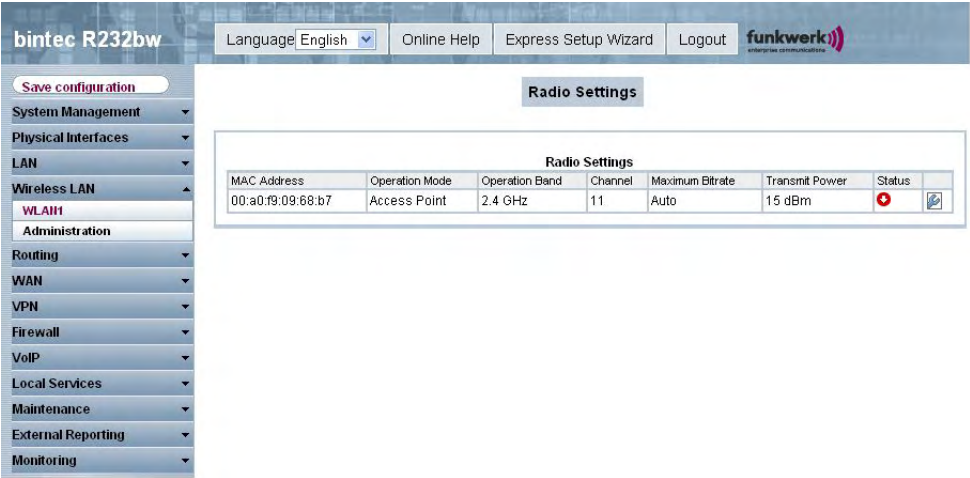 bintec R232bw
Language English Online Help Express Setup Wizard Logout funkwerk
enterprise communications
Save configuration
System Management
Physical Interfaces
LAN
Wireless LAN
WLAN1
Administration
Routing
WAN
VPN
Firewall
VoIP
Local Services
Maintenance
External Reporting
Monitoring
Radio Settings
Radio Settings
MAC Address Operation Mode Operation Band Channel Maximum Bitrate Transmit Power Status
00:a0:f9:09:68:b7 Access Point 2.4 GHz 11 Auto 15 dBm